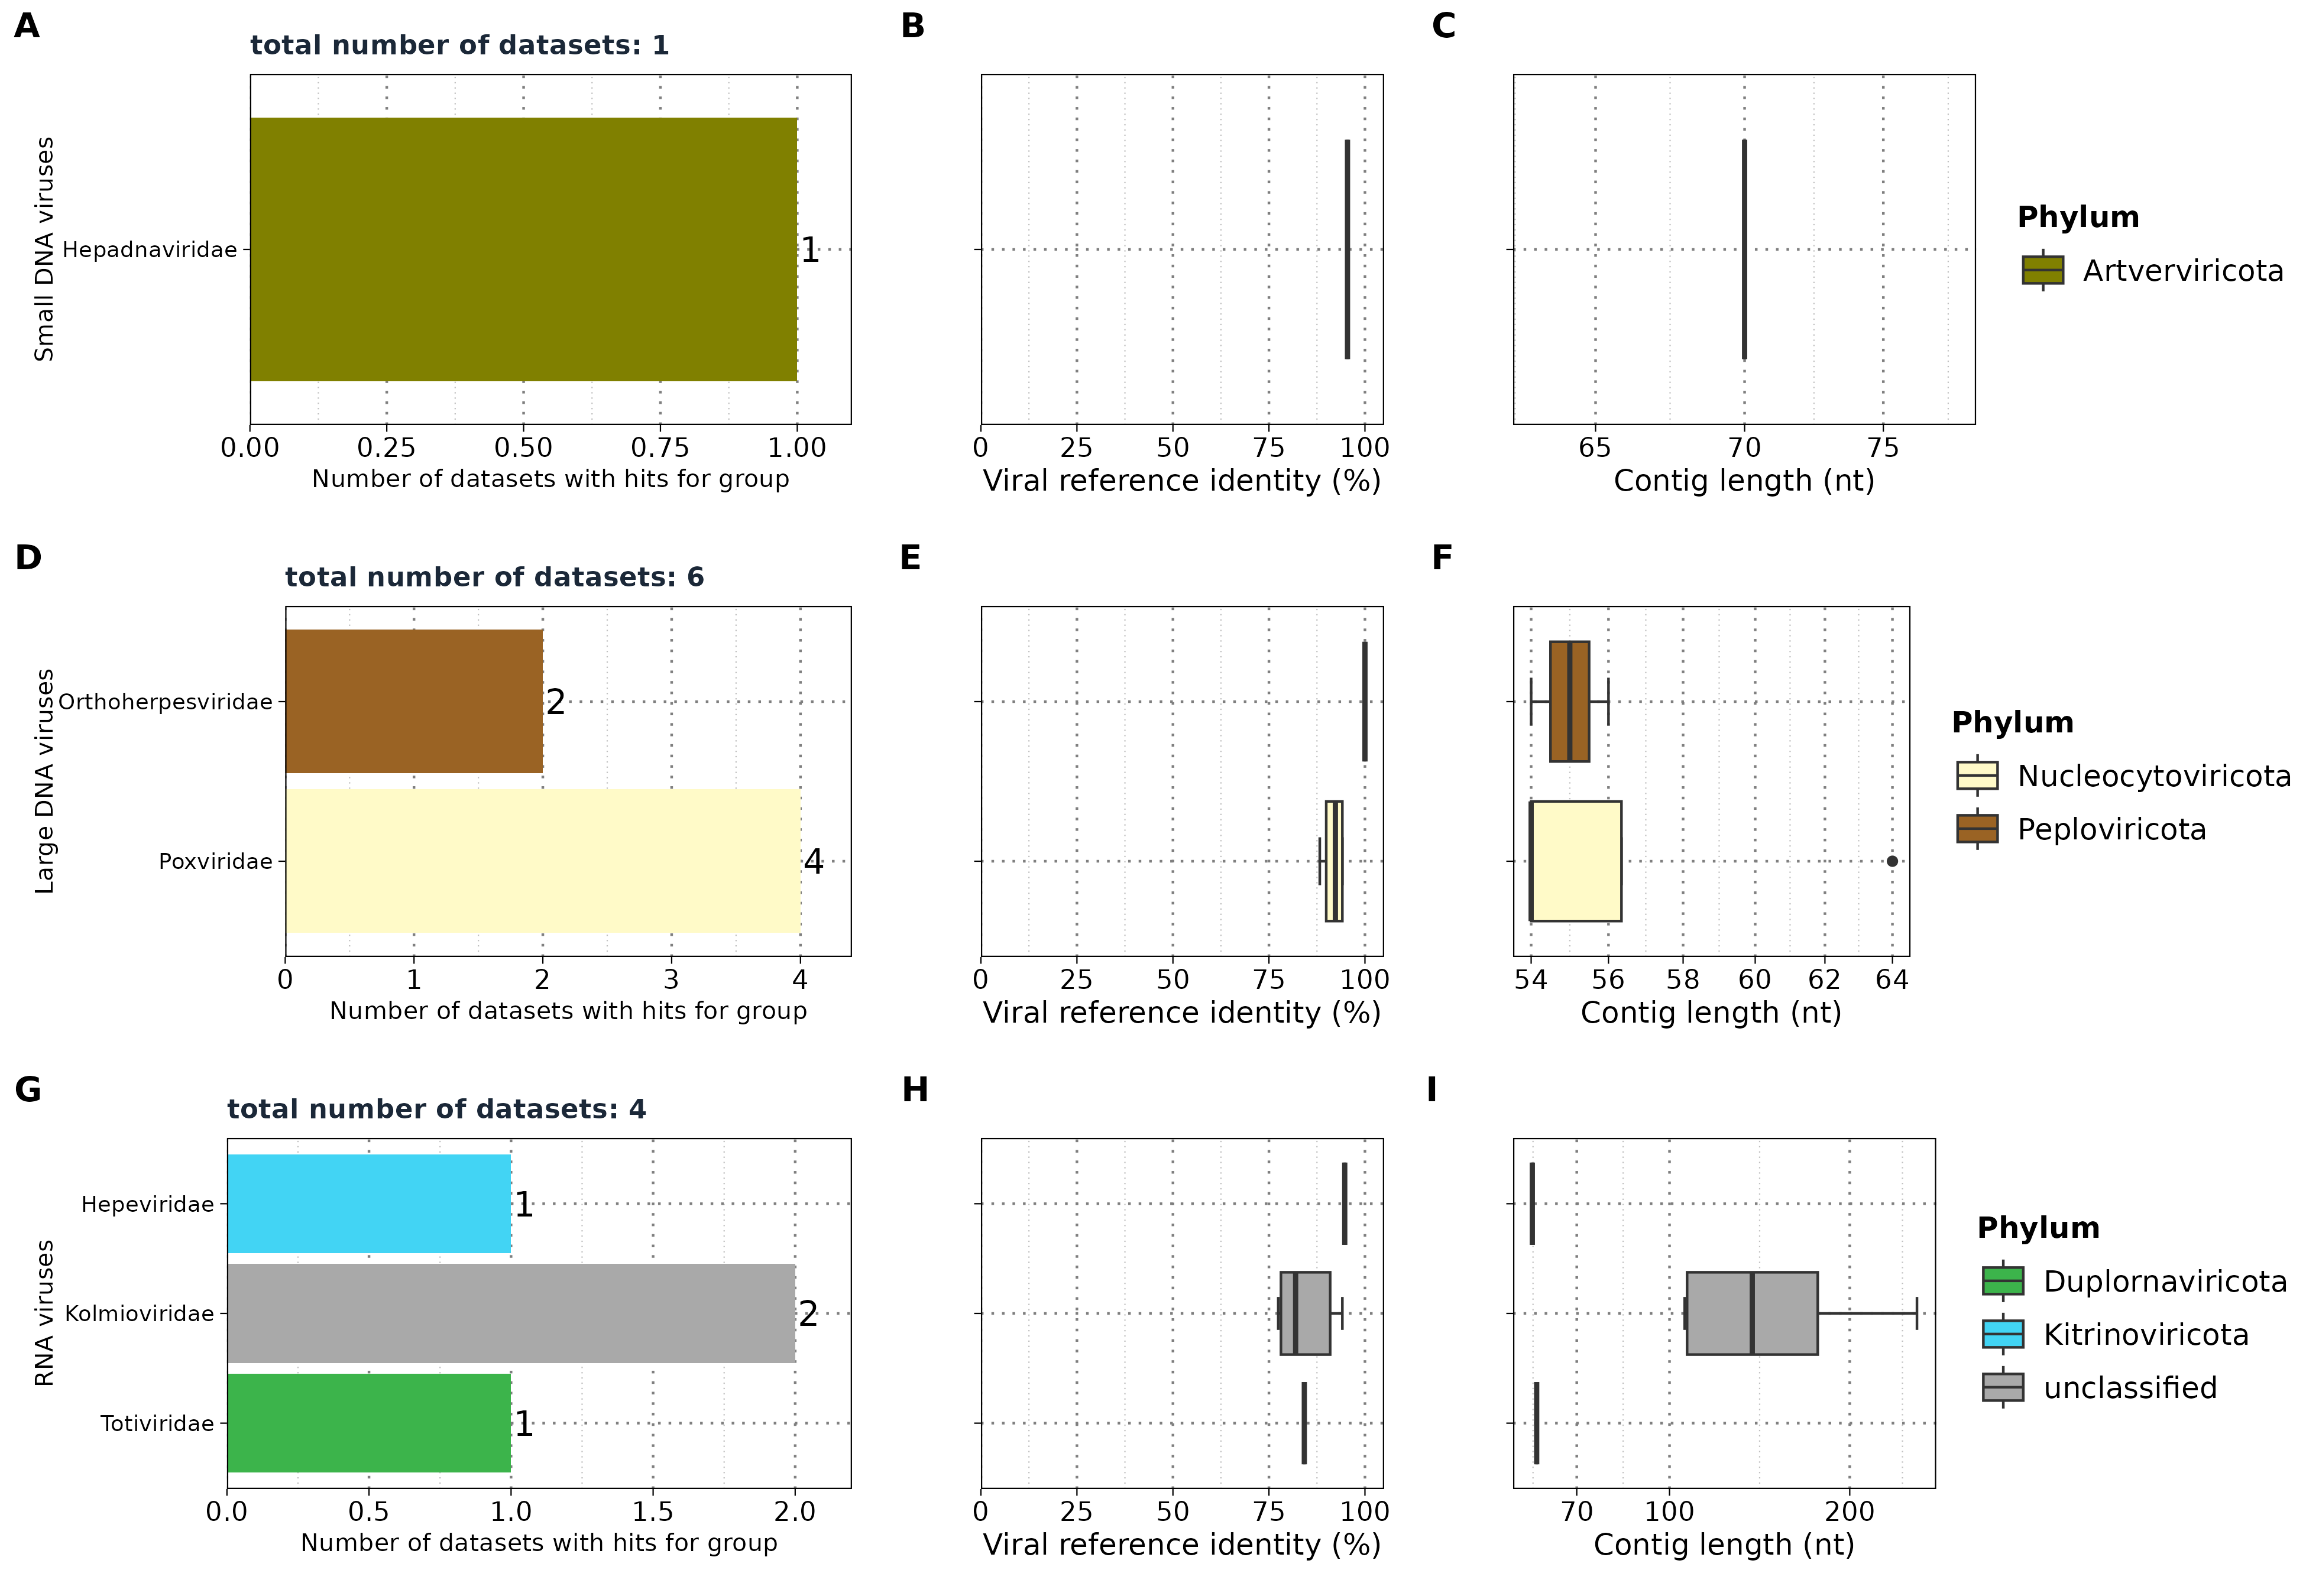 A
total number of datasets: 1
Small DNA viruses
Hepadnaviridae
1
0.00 0.25 0.50 0.75 1.00
Number of datasets with hits for group
B
0 25 50 75 100
Viral reference identity (%)
C
65 70 75
Contig length (nt)
Phylum
Artverviricota
D
total number of datasets: 6
Large DNA viruses
Orthoherpesviridae
2
Poxviridae
4
0 1 2 3 4
Number of datasets with hits for group
E
0 25 50 75 100
Viral reference identity (%)
F
54 56 58 60 62 64
Contig length (nt)
Phylum
Nucleocytoviricota
Peploviricota
G
total number of datasets: 4
RNA viruses
Hepeviridae
1
Kolmioviridae
2
Totiviridae
1
0.0 0.5 1.0 1.5 2.0
Number of datasets with hits for group
H
0 25 50 75 100
Viral reference identity (%)
I
70 100 200
Contig length (nt)
Phylum
Duplornaviricota
Kitrinoviricota
unclassified